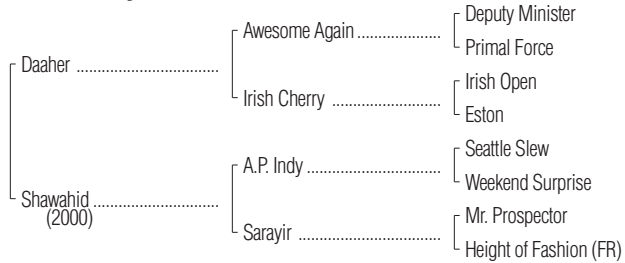 Deputy Minister
Awesome Again ....................
Primal Force
Daaher ..................................
Irish Open
Irish Cherry ..........................
Eston
Seattle Slew
A.P. Indy ................................
Weekend Surprise
Shawahid ..............................
(2000)
Mr. Prospector
Sarayir ..................................
Height of Fashion (FR)